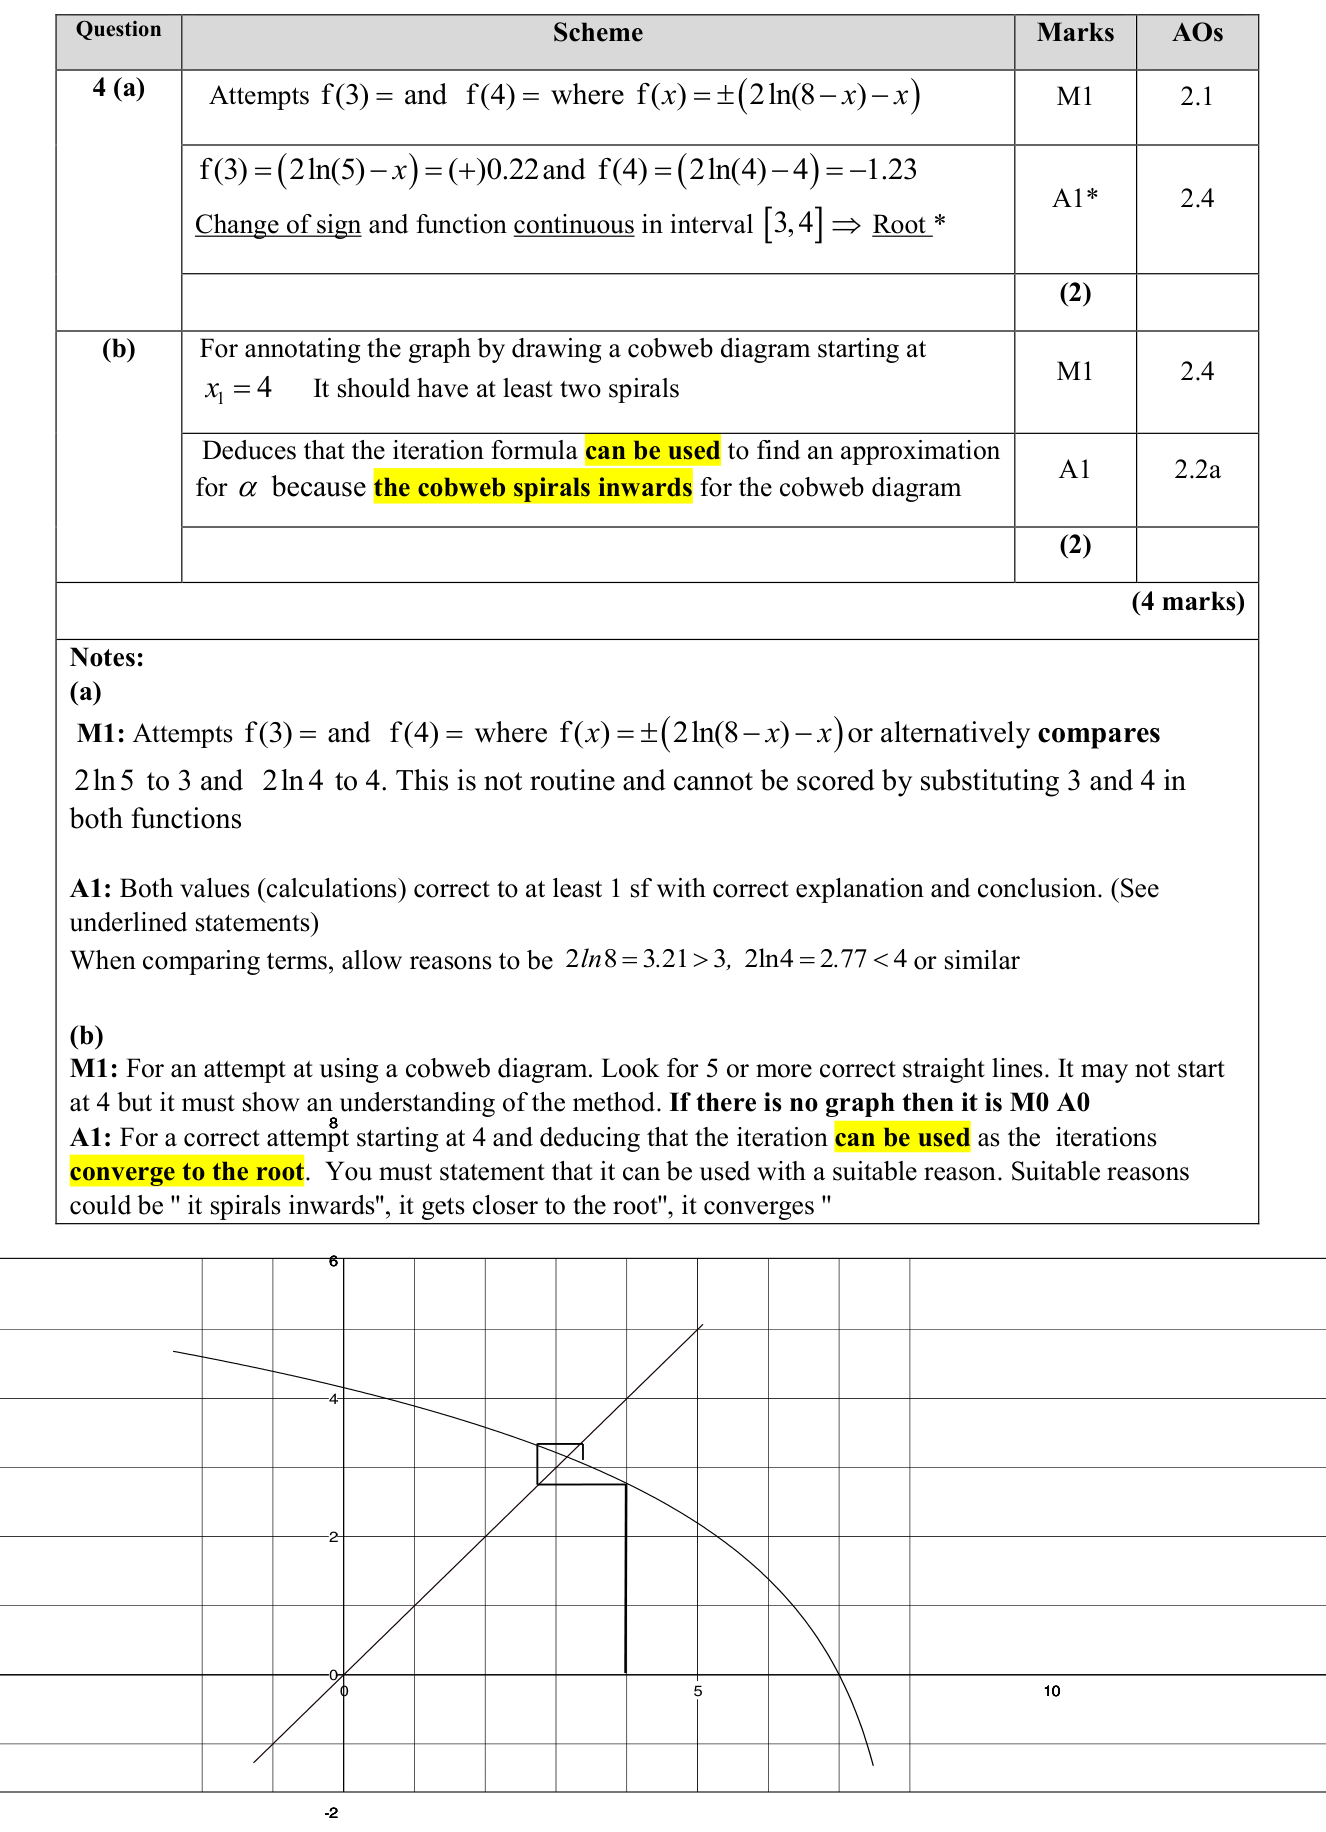 Question Scheme Marks AOs
4 (a) Attempts f(3) = and f(4) = where f(x) = ±(2ln(8−x)−x) M1 2.1
f(3) = (2ln(5)−x) = (+)0.22 and f(4) = (2ln(4)−4) = −1.23
A1* 2.4
Change of sign and function continuous in interval [3,4] ⇒ Root *
(2)
(b) For annotating the graph by drawing a cobweb diagram starting at
M1 2.4
x₁ = 4 It should have at least two spirals
Deduces that the iteration formula can be used to find an approximation
A1 2.2a
for α because the cobweb spirals inwards for the cobweb diagram
(2)
(4 marks)
Notes:
(a)
M1: Attempts f(3) = and f(4) = where f(x) = ±(2ln(8−x)−x) or alternatively compares
2ln5 to 3 and 2ln4 to 4. This is not routine and cannot be scored by substituting 3 and 4 in
both functions
A1: Both values (calculations) correct to at least 1 sf with correct explanation and conclusion. (See
underlined statements)
When comparing terms, allow reasons to be 2ln8 = 3.21 > 3, 2ln4 = 2.77 < 4 or similar
(b)
M1: For an attempt at using a cobweb diagram. Look for 5 or more correct straight lines. It may not start
at 4 but it must show an understanding of the method. If there is no graph then it is M0 A0
8
A1: For a correct attempt starting at 4 and deducing that the iteration can be used as the iterations
converge to the root. You must statement that it can be used with a suitable reason. Suitable reasons
could be " it spirals inwards", it gets closer to the root", it converges "
6
4
2
0
0 5 10
-2